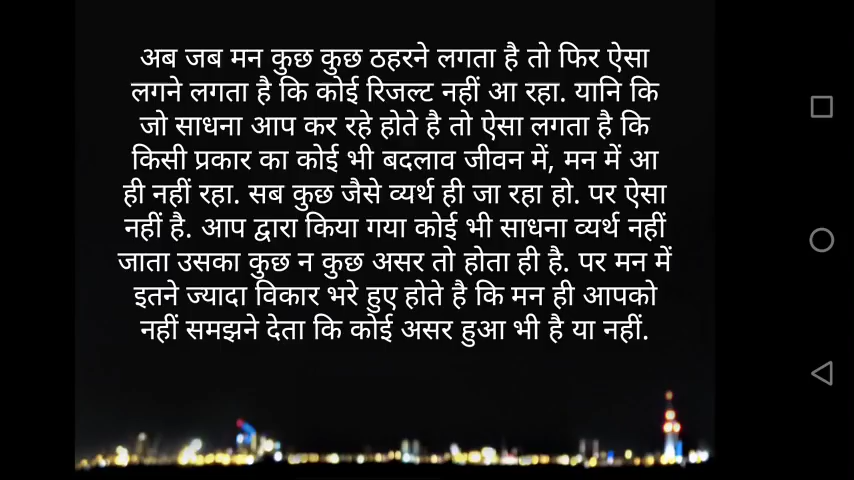 अब जब मन कुछ कुछ ठहरने लगता है तो फिर ऐसा
लगने लगता है कि कोई रिजल्ट नहीं आ रहा. यानि कि
जो साधना आप कर रहे होते है तो ऐसा लगता है कि
किसी प्रकार का कोई भी बदलाव जीवन में, मन में आ
ही नहीं रहा. सब कुछ जैसे व्यर्थ ही जा रहा हो. पर ऐसा
नहीं है. आप द्वारा किया गया कोई भी साधना व्यर्थ नहीं
जाता उसका कुछ न कुछ असर तो होता ही है. पर मन में
इतने ज्यादा विकार भरे हुए होते है कि मन ही आपको
नहीं समझने देता कि कोई असर हुआ भी है या नहीं.